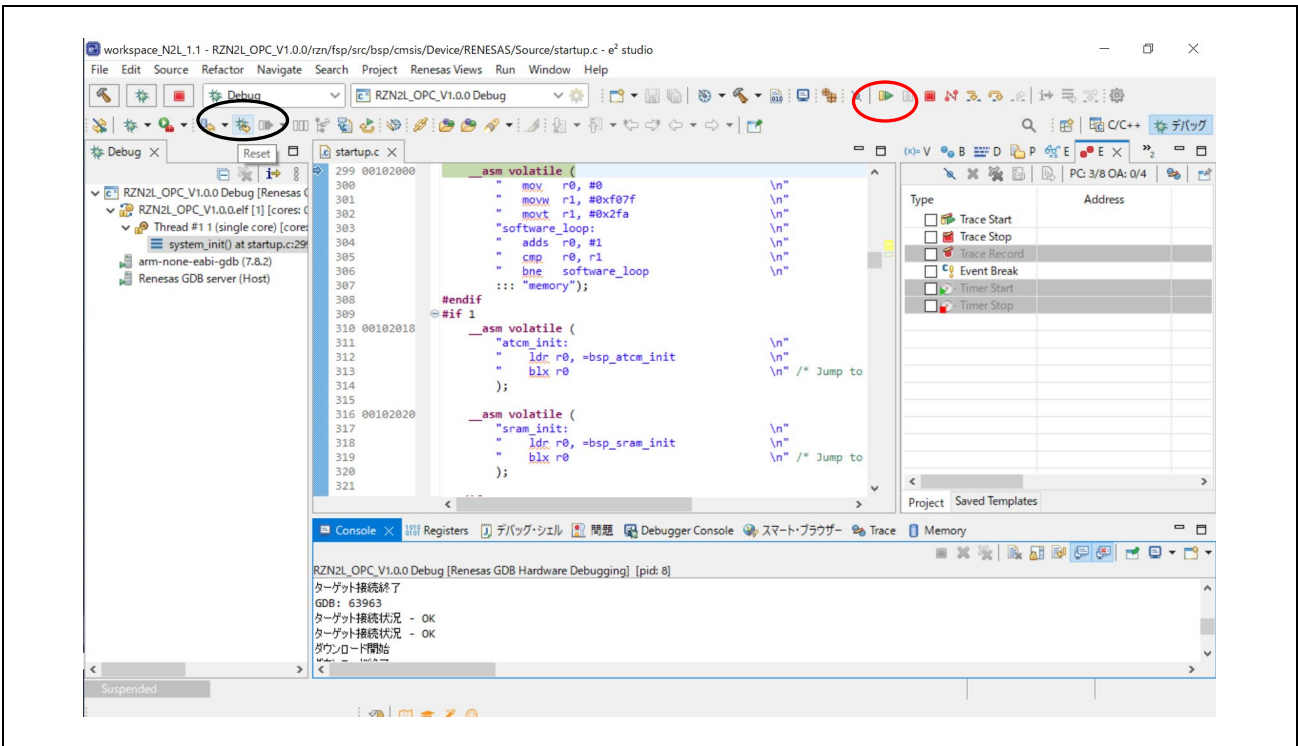 workspace_N2L_1.1 - RZN2L_OPC_V1.0.0/rzn/fsp/src/bsp/cmsis/Device/RENESAS/Source/startup.c - e² studio
File Edit Source Refactor Navigate Search Project Renesas Views Run Window Help
Debug RZN2L_OPC_V1.0.0 Debug
C/C++ デバッグ
Debug Reset startup.c (x)= V B D P E E 2
PC: 3/8 OA: 0/4
RZN2L_OPC_V1.0.0 Debug [Renesas
RZN2L_OPC_V1.0.0.elf [1] [cores:
Thread #1 1 (single core) [core:
system_init() at startup.c:29
arm-none-eabi-gdb (7.8.2)
Renesas GDB server (Host)
299 00102000 __asm volatile (
300 " mov r0, #0 \n"
301 " movw r1, #0xf07f \n"
302 " movt r1, #0x2fa \n"
303 "software_loop: \n"
304 " adds r0, #1 \n"
305 " cmp r0, r1 \n"
306 " bne software_loop \n"
307 ::: "memory");
308 #endif
309 #if 1
310 00102018 __asm volatile (
311 "atcm_init: \n"
312 " ldr r0, =bsp_atcm_init \n"
313 " blx r0 \n" /* Jump to
314 );
315
316 00102020 __asm volatile (
317 "sram_init: \n"
318 " ldr r0, =bsp_sram_init \n"
319 " blx r0 \n" /* Jump to
320 );
321
Type Address
Trace Start
Trace Stop
Trace Record
Event Break
Timer Start
Timer Stop
Project Saved Templates
Console Registers デバッグ・シェル 問題 Debugger Console スマート・ブラウザー Trace Memory
RZN2L_OPC_V1.0.0 Debug [Renesas GDB Hardware Debugging] [pid: 8]
ターゲット接続終了
GDB: 63963
ターゲット接続状況 - OK
ターゲット接続状況 - OK
ダウンロード開始
Suspended